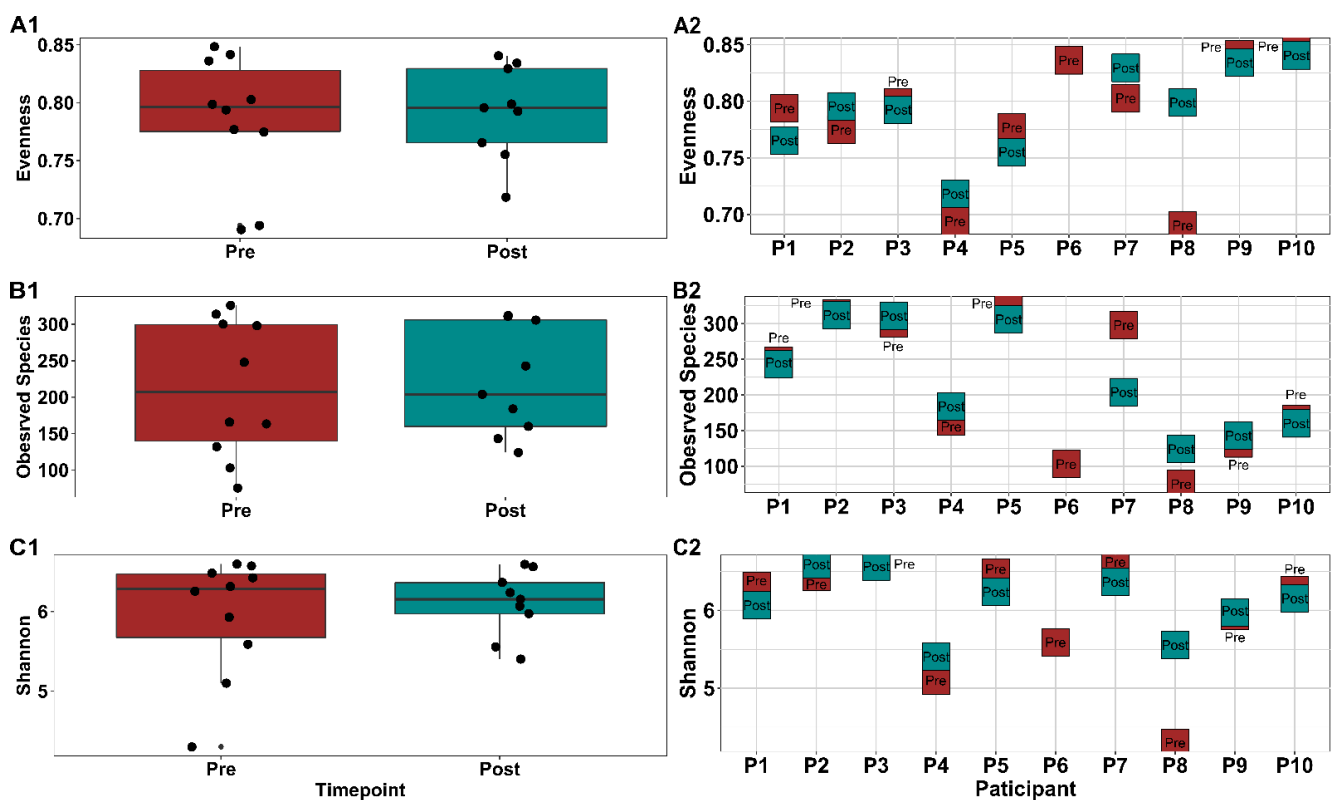 A1
Evenness
0.85
0.80
0.75
0.70
Pre Post
A2
Evenness
0.85
0.80
0.75
0.70
Pre Post
Post Pre
Pre Post
Post Pre
Pre Post
Pre
Post Pre
Post Pre
Pre Post
Pre Post
P1 P2 P3 P4 P5 P6 P7 P8 P9 P10
B1
Obesrved Species
300
250
200
150
100
Pre Post
B2
Obesrved Species
300
250
200
150
100
Pre Post
Pre Post
Post Pre
Post Pre
Pre Post
Pre
Pre Post
Post Pre
Post Pre
Pre Post
P1 P2 P3 P4 P5 P6 P7 P8 P9 P10
C1
Shannon
6
5
Pre Post
Timepoint
C2
Shannon
6
5
Pre Post
Post Pre
Post Pre
Post Pre
Pre Post
Pre
Pre Post
Post Pre
Post Pre
Pre Post
P1 P2 P3 P4 P5 P6 P7 P8 P9 P10
Paticipant